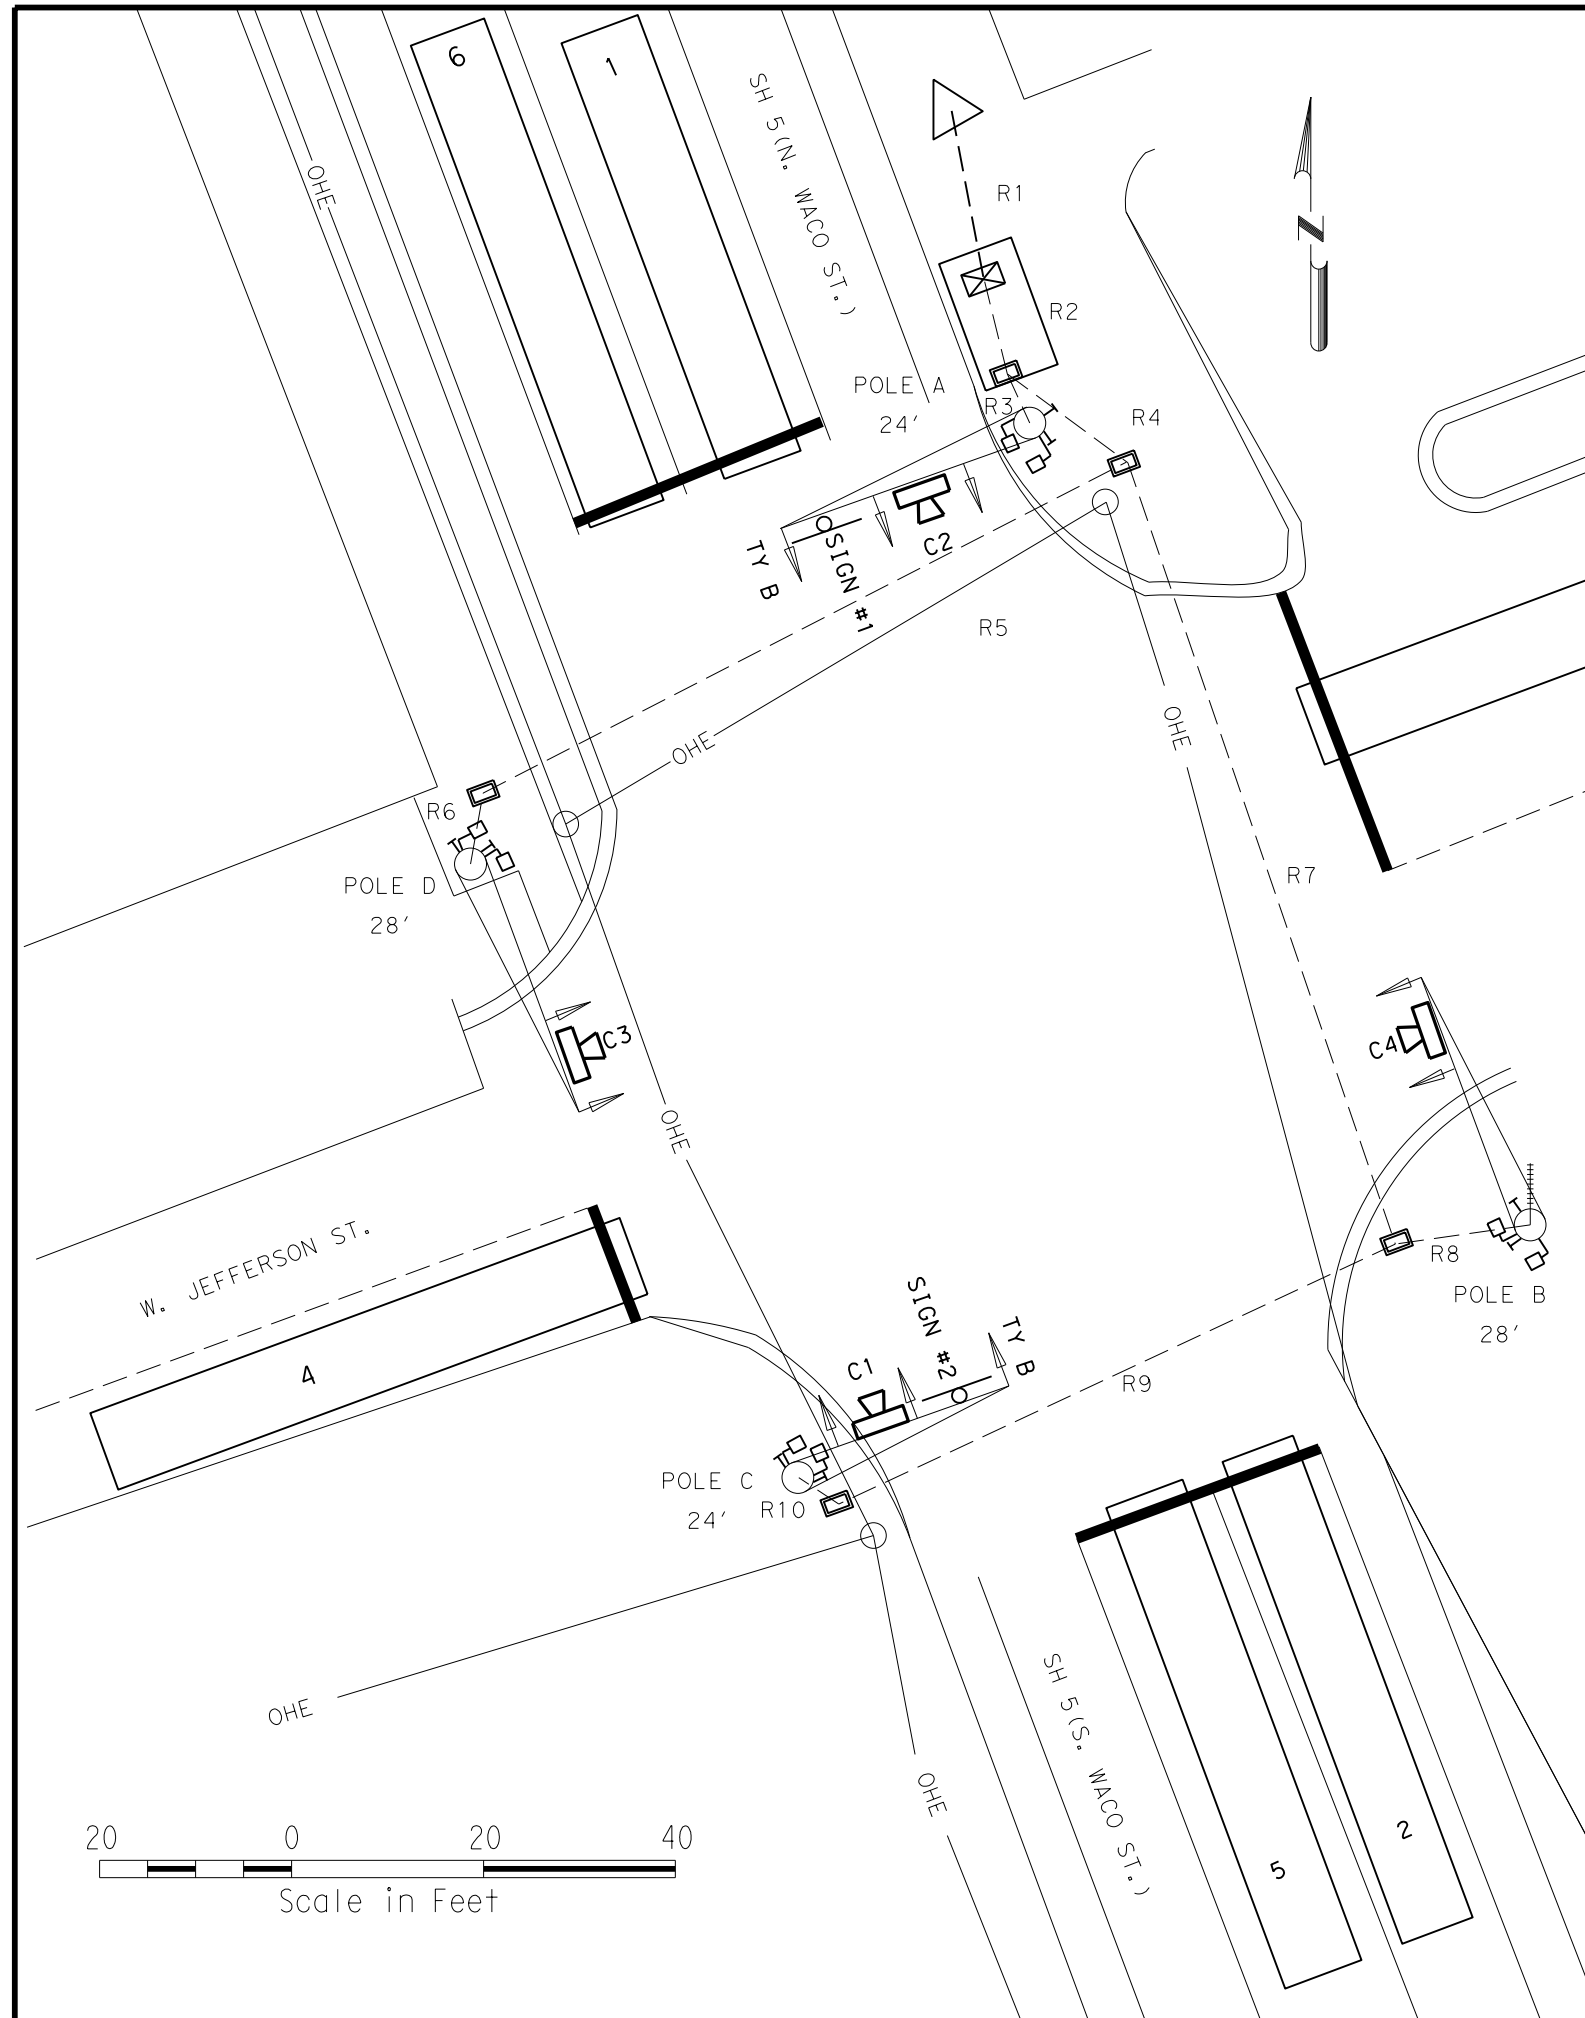 6
1
SH 5(N. WACO ST.)
R1
OHE
N
R2
POLE A
24'
R3
R4
C2
TY B
SIGN #1
R5
OHE
OHE
R6
POLE D
28'
R7
C3
C4
OHE
W. JEFFERSON ST.
R8
POLE B
28'
SIGN #2
TY B
C1
4
R9
POLE C
24'
R10
OHE
SH 5(S. WACO ST.)
OHE
2
5
20 0 20 40
Scale in Feet